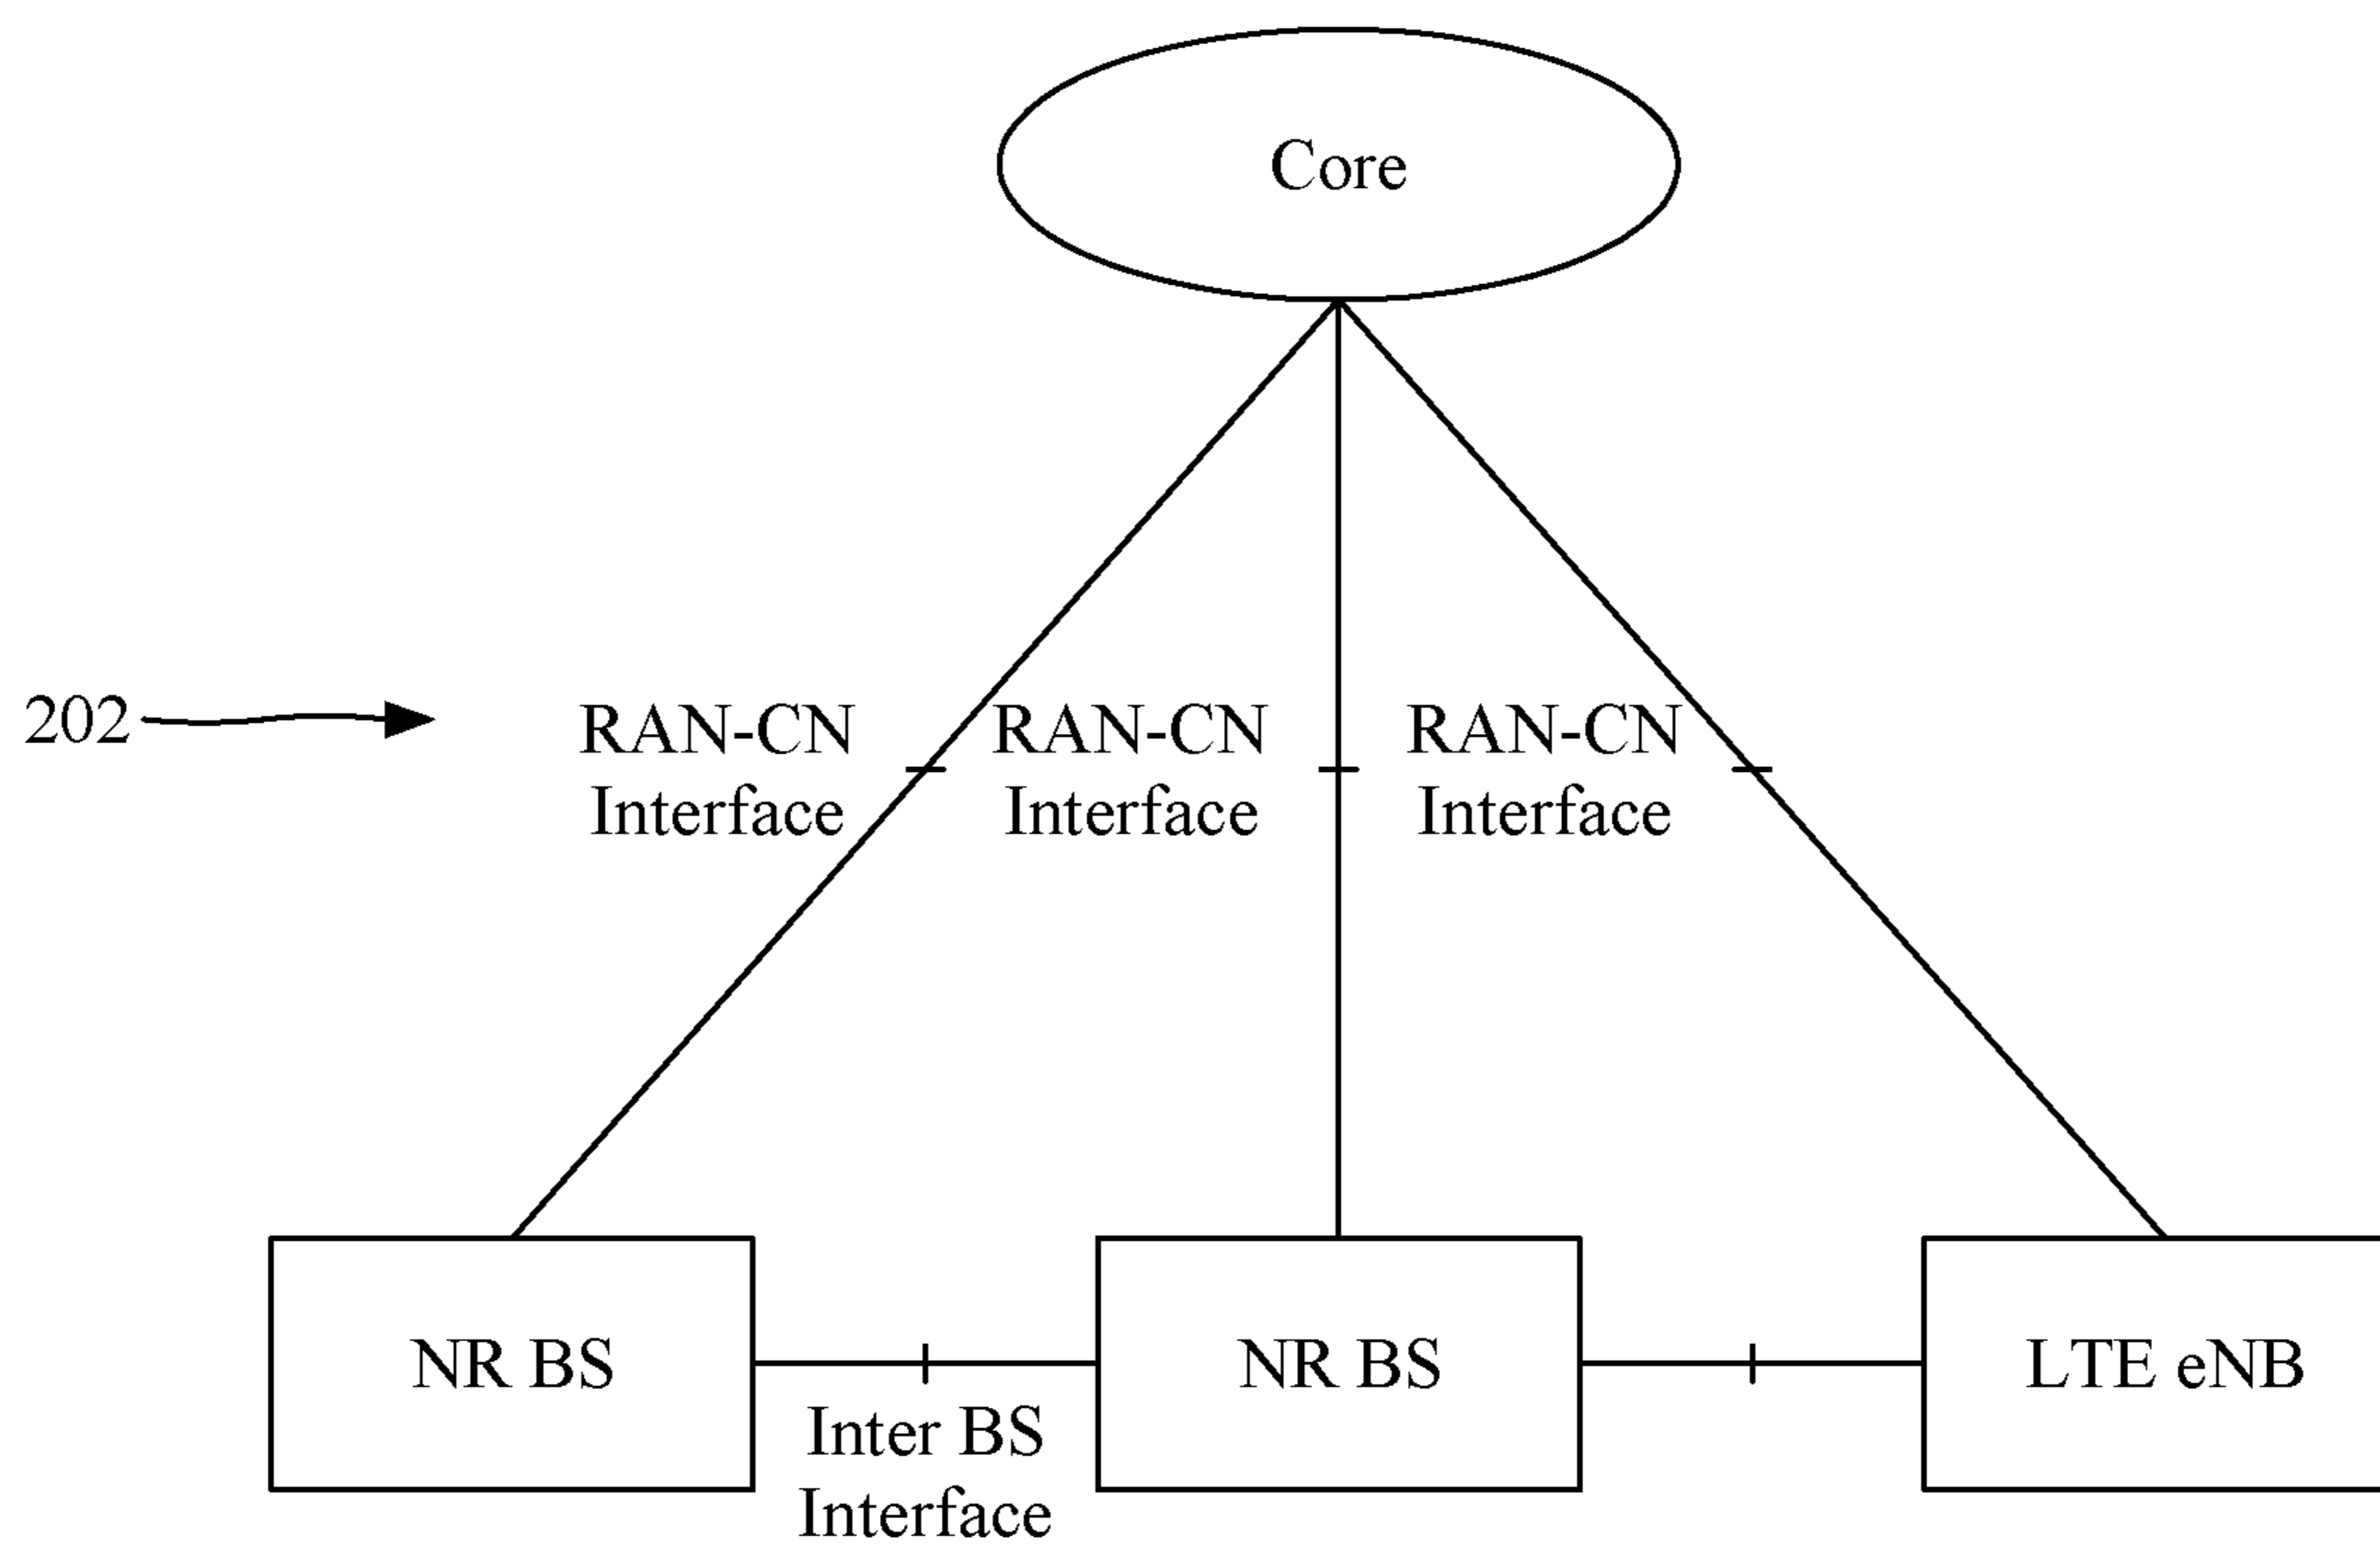 Core
202
RAN-CN
Interface
RAN-CN
Interface
RAN-CN
Interface
NR BS
NR BS
LTE eNB
Inter BS
Interface